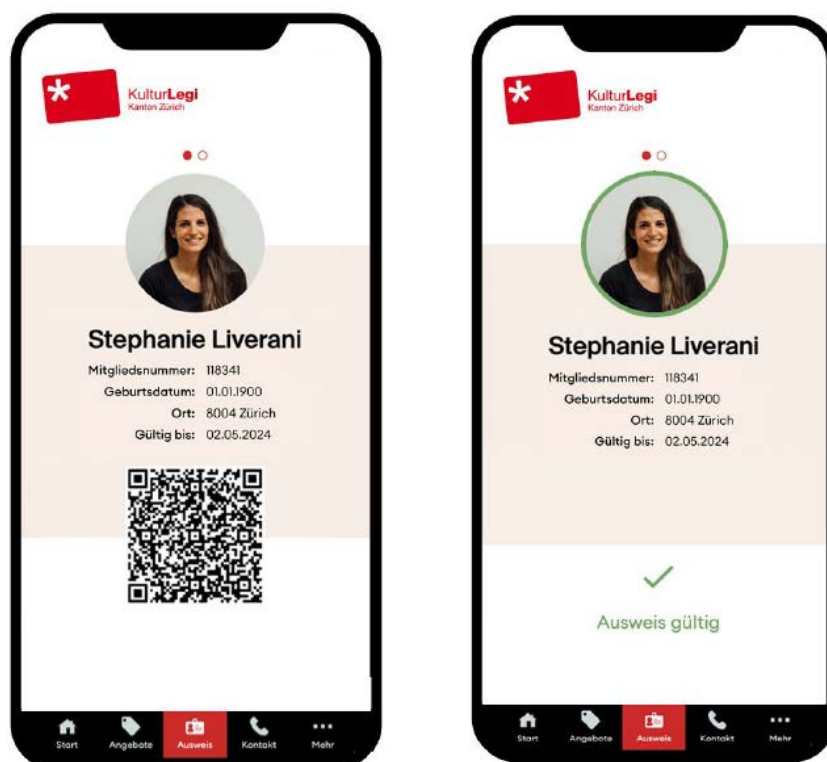 KulturLegi
Kanton Zürich
Stephanie Liverani
Mitgliedsnummer: 118341
Geburtsdatum: 01.01.1900
Ort: 8004 Zürich
Gültig bis: 02.05.2024
Start
Angebote
Ausweis
Kontakt
Mehr
KulturLegi
Kanton Zürich
Stephanie Liverani
Mitgliedsnummer: 118341
Geburtsdatum: 01.01.1900
Ort: 8004 Zürich
Gültig bis: 02.05.2024
Ausweis gültig
Start
Angebote
Ausweis
Kontakt
Mehr